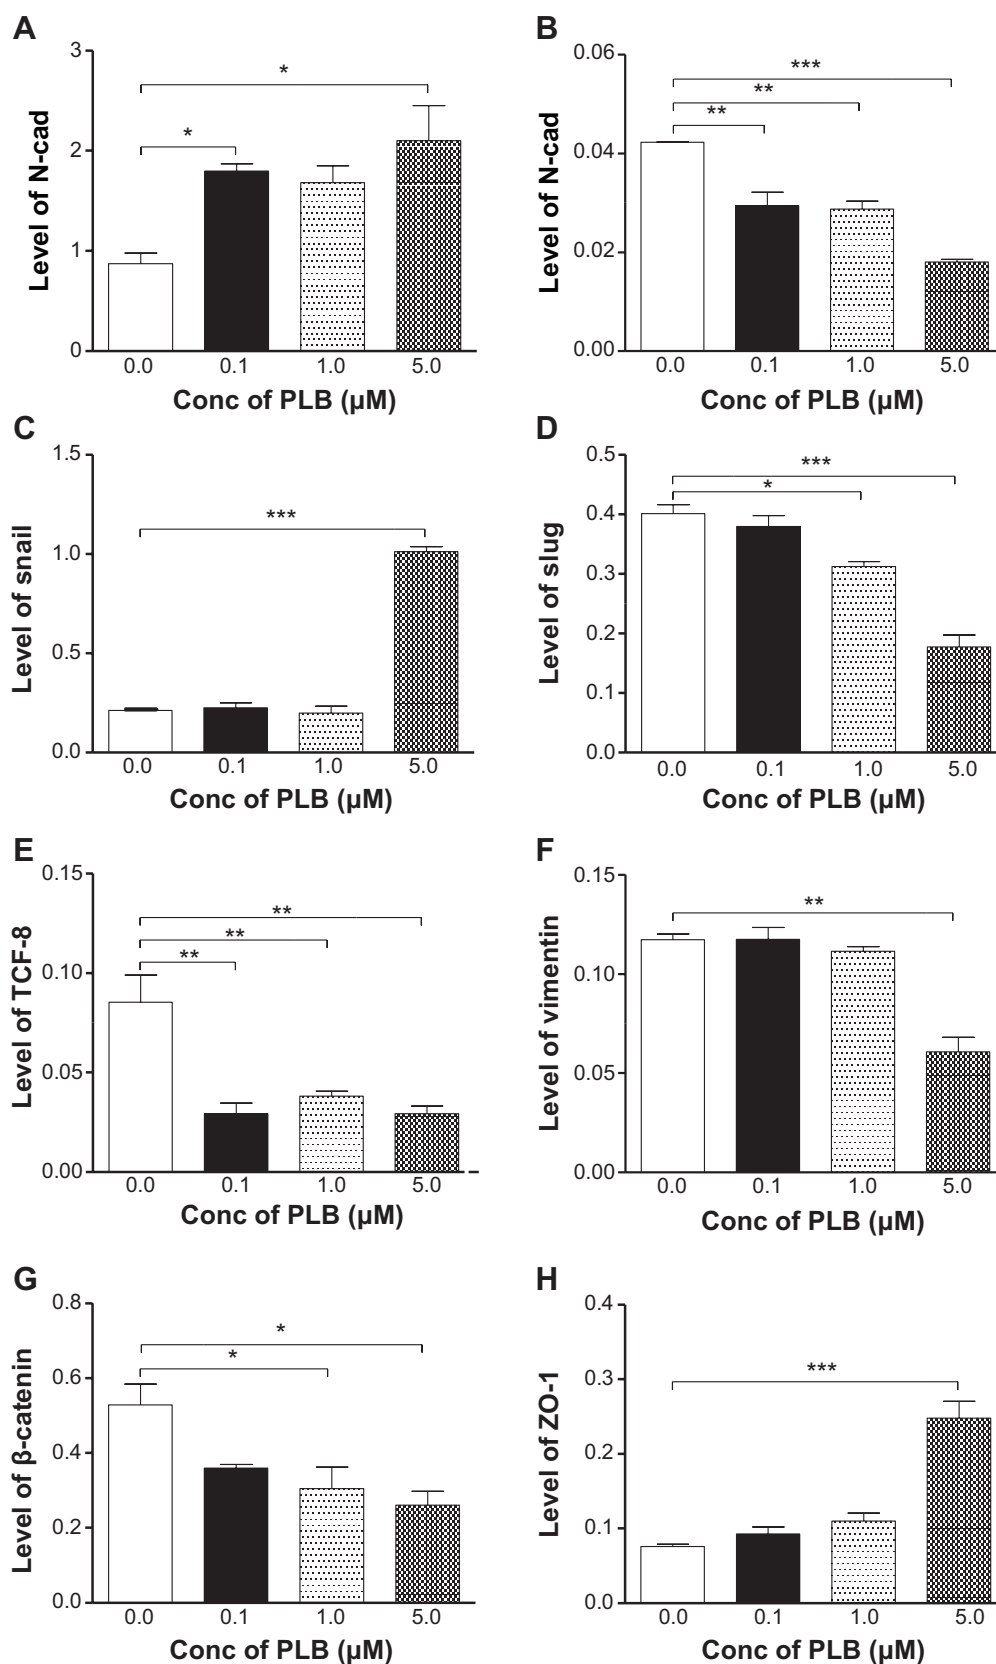 A
B
3
2
1
0
Level of N-cad
*
*
0.0 0.1 1.0 5.0
Conc of PLB (µM)
0.06
0.04
0.02
0.00
Level of N-cad
***
**
**
0.0 0.1 1.0 5.0
Conc of PLB (µM)
C
D
1.5
1.0
0.5
0.0
Level of snail
***
0.0 0.1 1.0 5.0
Conc of PLB (µM)
0.5
0.4
0.3
0.2
0.1
0.0
Level of slug
***
*
0.0 0.1 1.0 5.0
Conc of PLB (µM)
E
F
0.15
0.10
0.05
0.00
Level of TCF-8
**
**
**
0.0 0.1 1.0 5.0
Conc of PLB (µM)
0.15
0.10
0.05
0.00
Level of vimentin
**
0.0 0.1 1.0 5.0
Conc of PLB (µM)
G
H
0.8
0.6
0.4
0.2
0.0
Level of β-catenin
*
*
0.0 0.1 1.0 5.0
Conc of PLB (µM)
0.4
0.3
0.2
0.1
0.0
Level of ZO-1
***
0.0 0.1 1.0 5.0
Conc of PLB (µM)